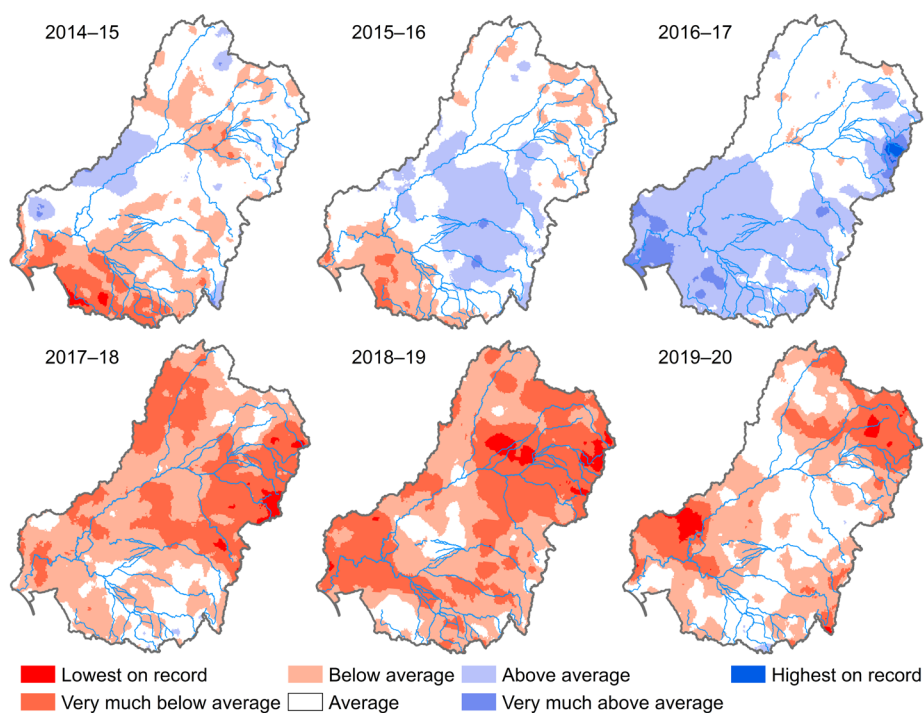 2014–15
2015–16
2016–17
2017–18
2018–19
2019–20
Lowest on record
Below average
Above average
Highest on record
Very much below average
Average
Very much above average